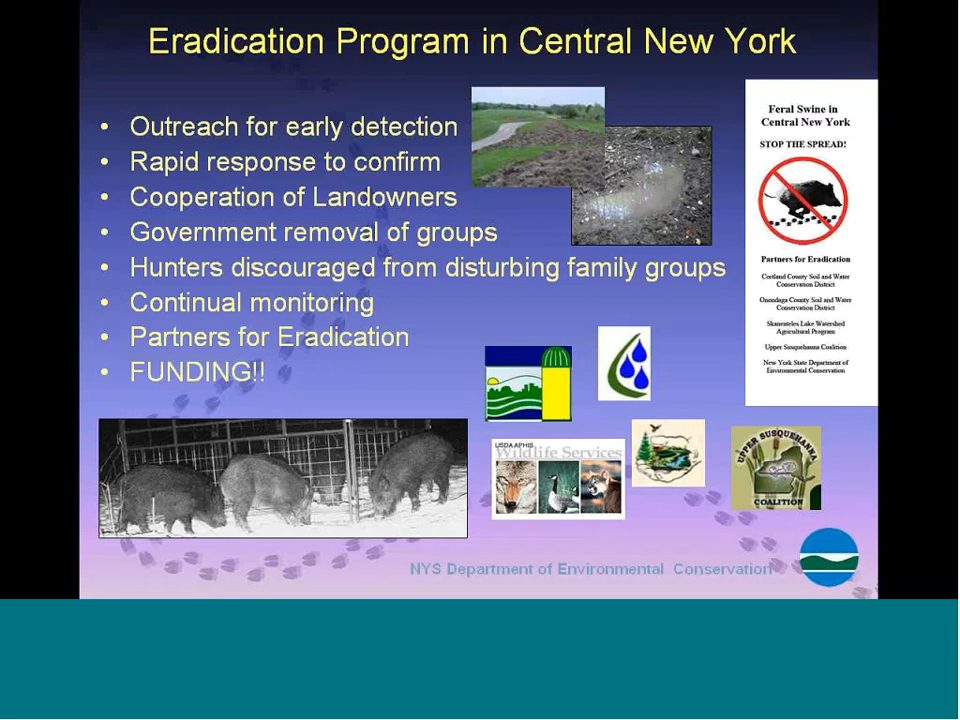 Eradication Program in Central New York
• Outreach for early detection
• Rapid response to confirm
• Cooperation of Landowners
• Government removal of groups
• Hunters discouraged from disturbing family groups
• Continual monitoring
• Partners for Eradication
• FUNDING!!
Feral Swine in
Central New York
STOP THE SPREAD!
Partners for Eradication
Cortland County Soil and Water
Conservation District
Onondaga County Soil and Water
Conservation District
Skaneateles Lake Watershed
Agricultural Program
Upper Susquehanna Coalition
New York State Department of
Environmental Conservation
USDA APHIS
Wildlife Services
UPPER SUSQUEHANNA
COALITION
NYS Department of Environmental Conservation